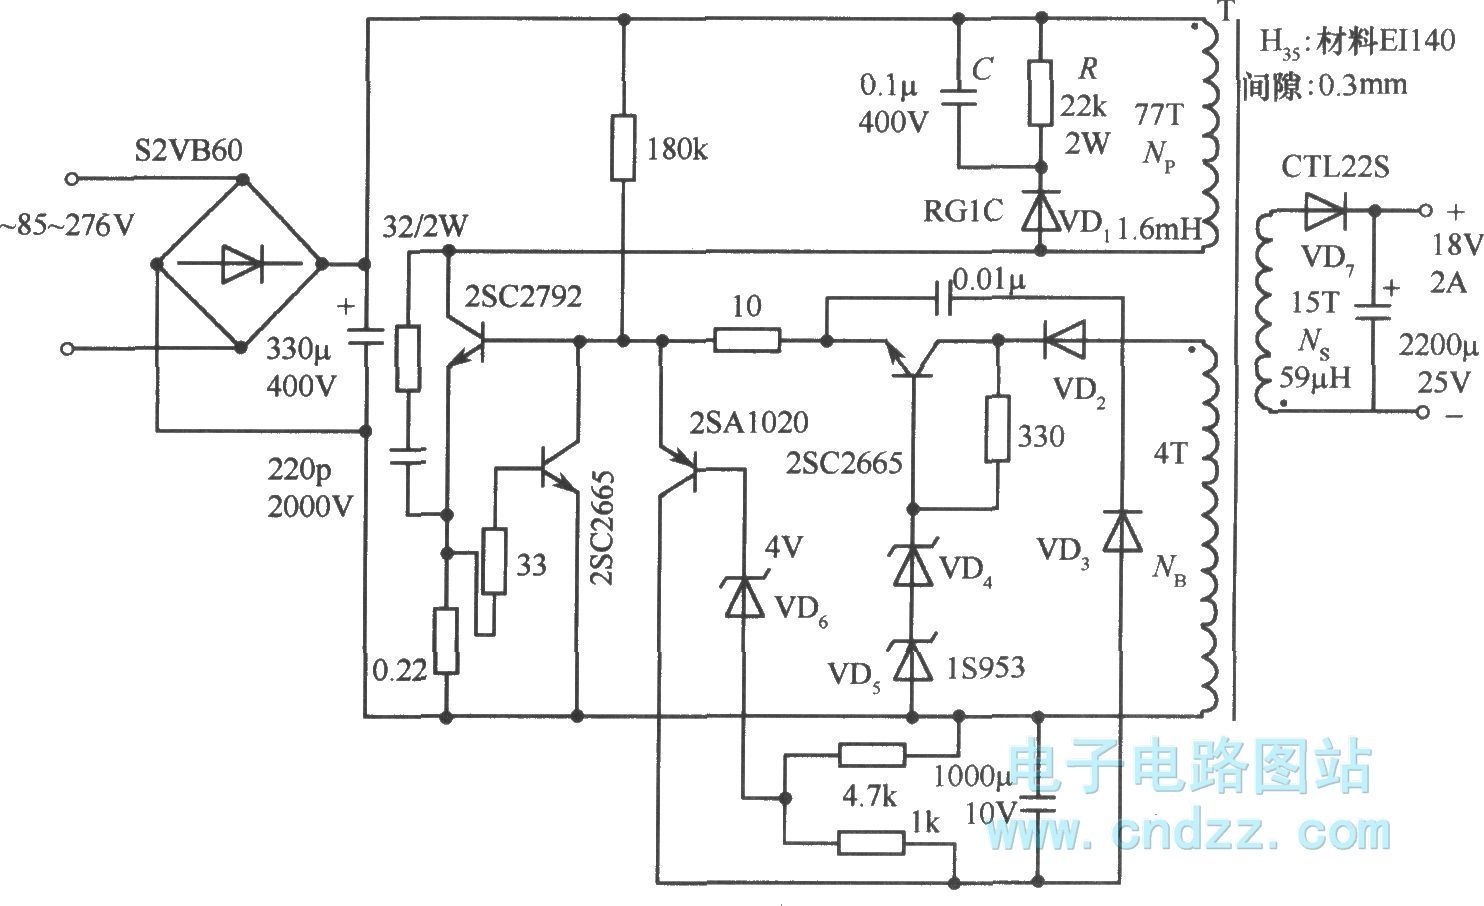 T
H35:材料EI140
间隙:0.3mm
0.1μ
400V
C
R
22k
2W
77T
NP
1.6mH
RG1C
VD1
S2VB60
~85~276V
32/2W
180k
CTL22S
VD7
+
18V
2A
−
15T
NS
59μH
+
2200μ
25V
+
330μ
400V
2SC2792
10
0.01μ
VD2
330
2SA1020
2SC2665
4T
NB
220p
2000V
2SC2665
33
0.22
4V
VD6
VD4
VD3
VD5
1S953
4.7k
1k
1000μ
10V
电子电路图站
www.cndzz.com